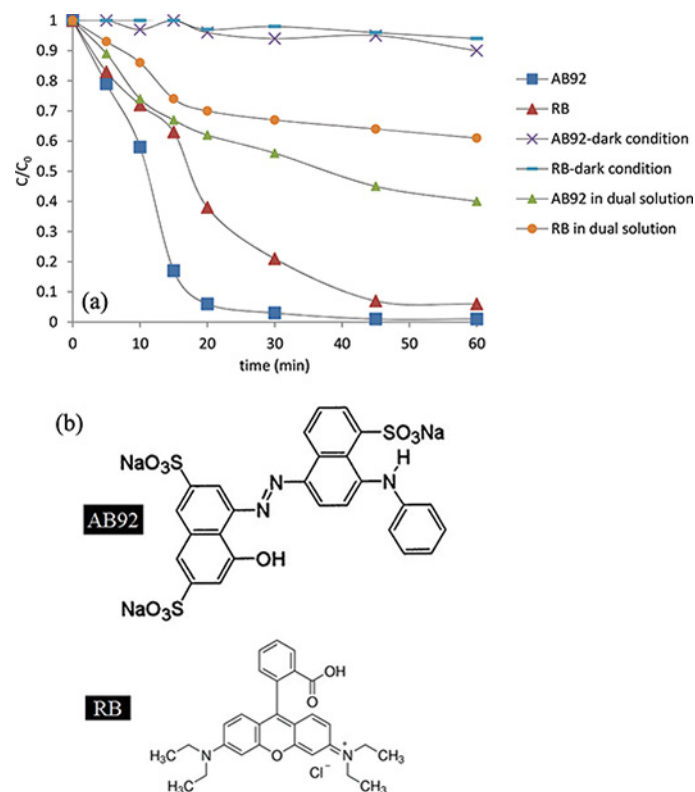 1
0.9
0.8
0.7
0.6
0.5
0.4
0.3
0.2
0.1
0
C/C₀
(a)
0 10 20 30 40 50 60
time (min)
AB92
RB
AB92-dark condition
RB-dark condition
AB92 in dual solution
RB in dual solution
(b)
SO₃Na
H
NaO₃S
N
N
N
AB92
OH
NaO₃S
RB
OH
O
H₃C N O N⁺ CH₃
Cl⁻
CH₃ CH₃